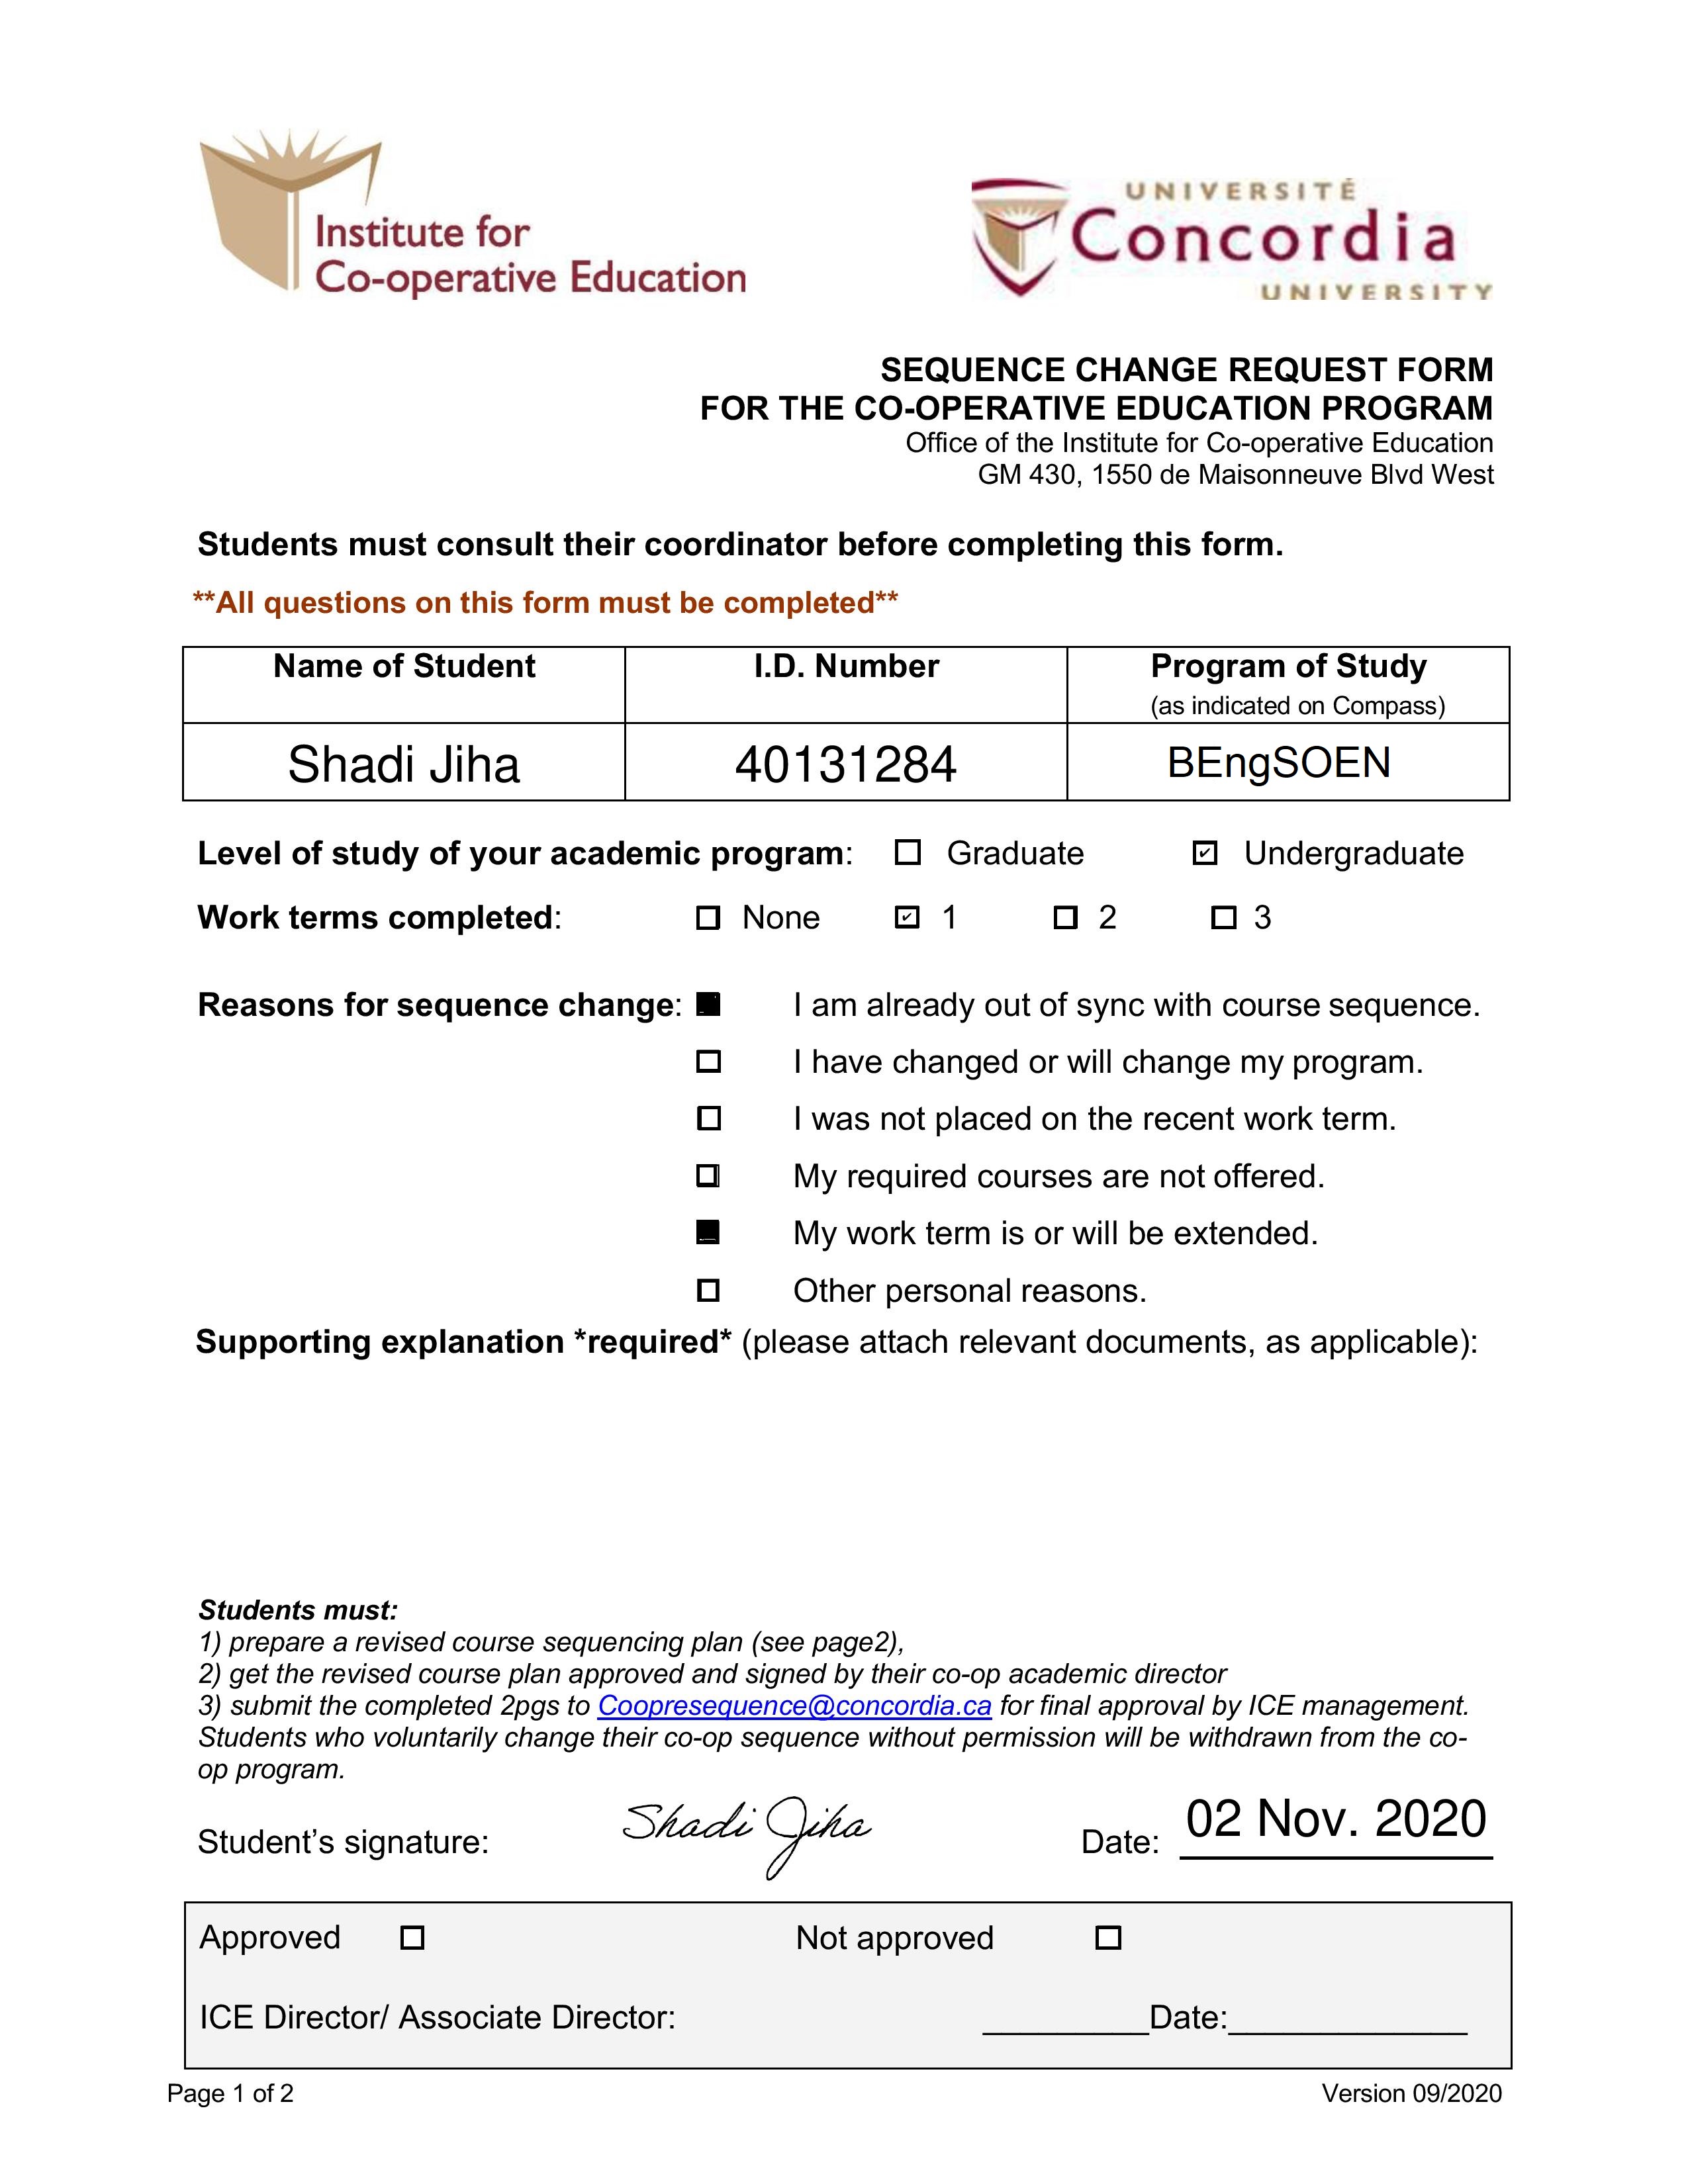 Institute for
Co-operative Education
UNIVERSITÉ
Concordia
UNIVERSITY
SEQUENCE CHANGE REQUEST FORM
FOR THE CO-OPERATIVE EDUCATION PROGRAM
Office of the Institute for Co-operative Education
GM 430, 1550 de Maisonneuve Blvd West
Students must consult their coordinator before completing this form.
**All questions on this form must be completed**
Name of Student I.D. Number Program of Study
(as indicated on Compass)
Shadi Jiha 40131284 BEngSOEN
Level of study of your academic program: ☐ Graduate ☑ Undergraduate
Work terms completed: ☐ None ☑ 1 ☐ 2 ☐ 3
Reasons for sequence change: ■ I am already out of sync with course sequence.
☐ I have changed or will change my program.
☐ I was not placed on the recent work term.
☐ My required courses are not offered.
■ My work term is or will be extended.
☐ Other personal reasons.
Supporting explanation *required* (please attach relevant documents, as applicable):
Students must:
1) prepare a revised course sequencing plan (see page2),
2) get the revised course plan approved and signed by their co-op academic director
3) submit the completed 2pgs to Coopresequence@concordia.ca for final approval by ICE management.
Students who voluntarily change their co-op sequence without permission will be withdrawn from the co-
op program.
Student's signature: Shadi Jiha Date: 02 Nov. 2020
Approved ☐ Not approved ☐
ICE Director/ Associate Director: __________Date:______________
Page 1 of 2 Version 09/2020